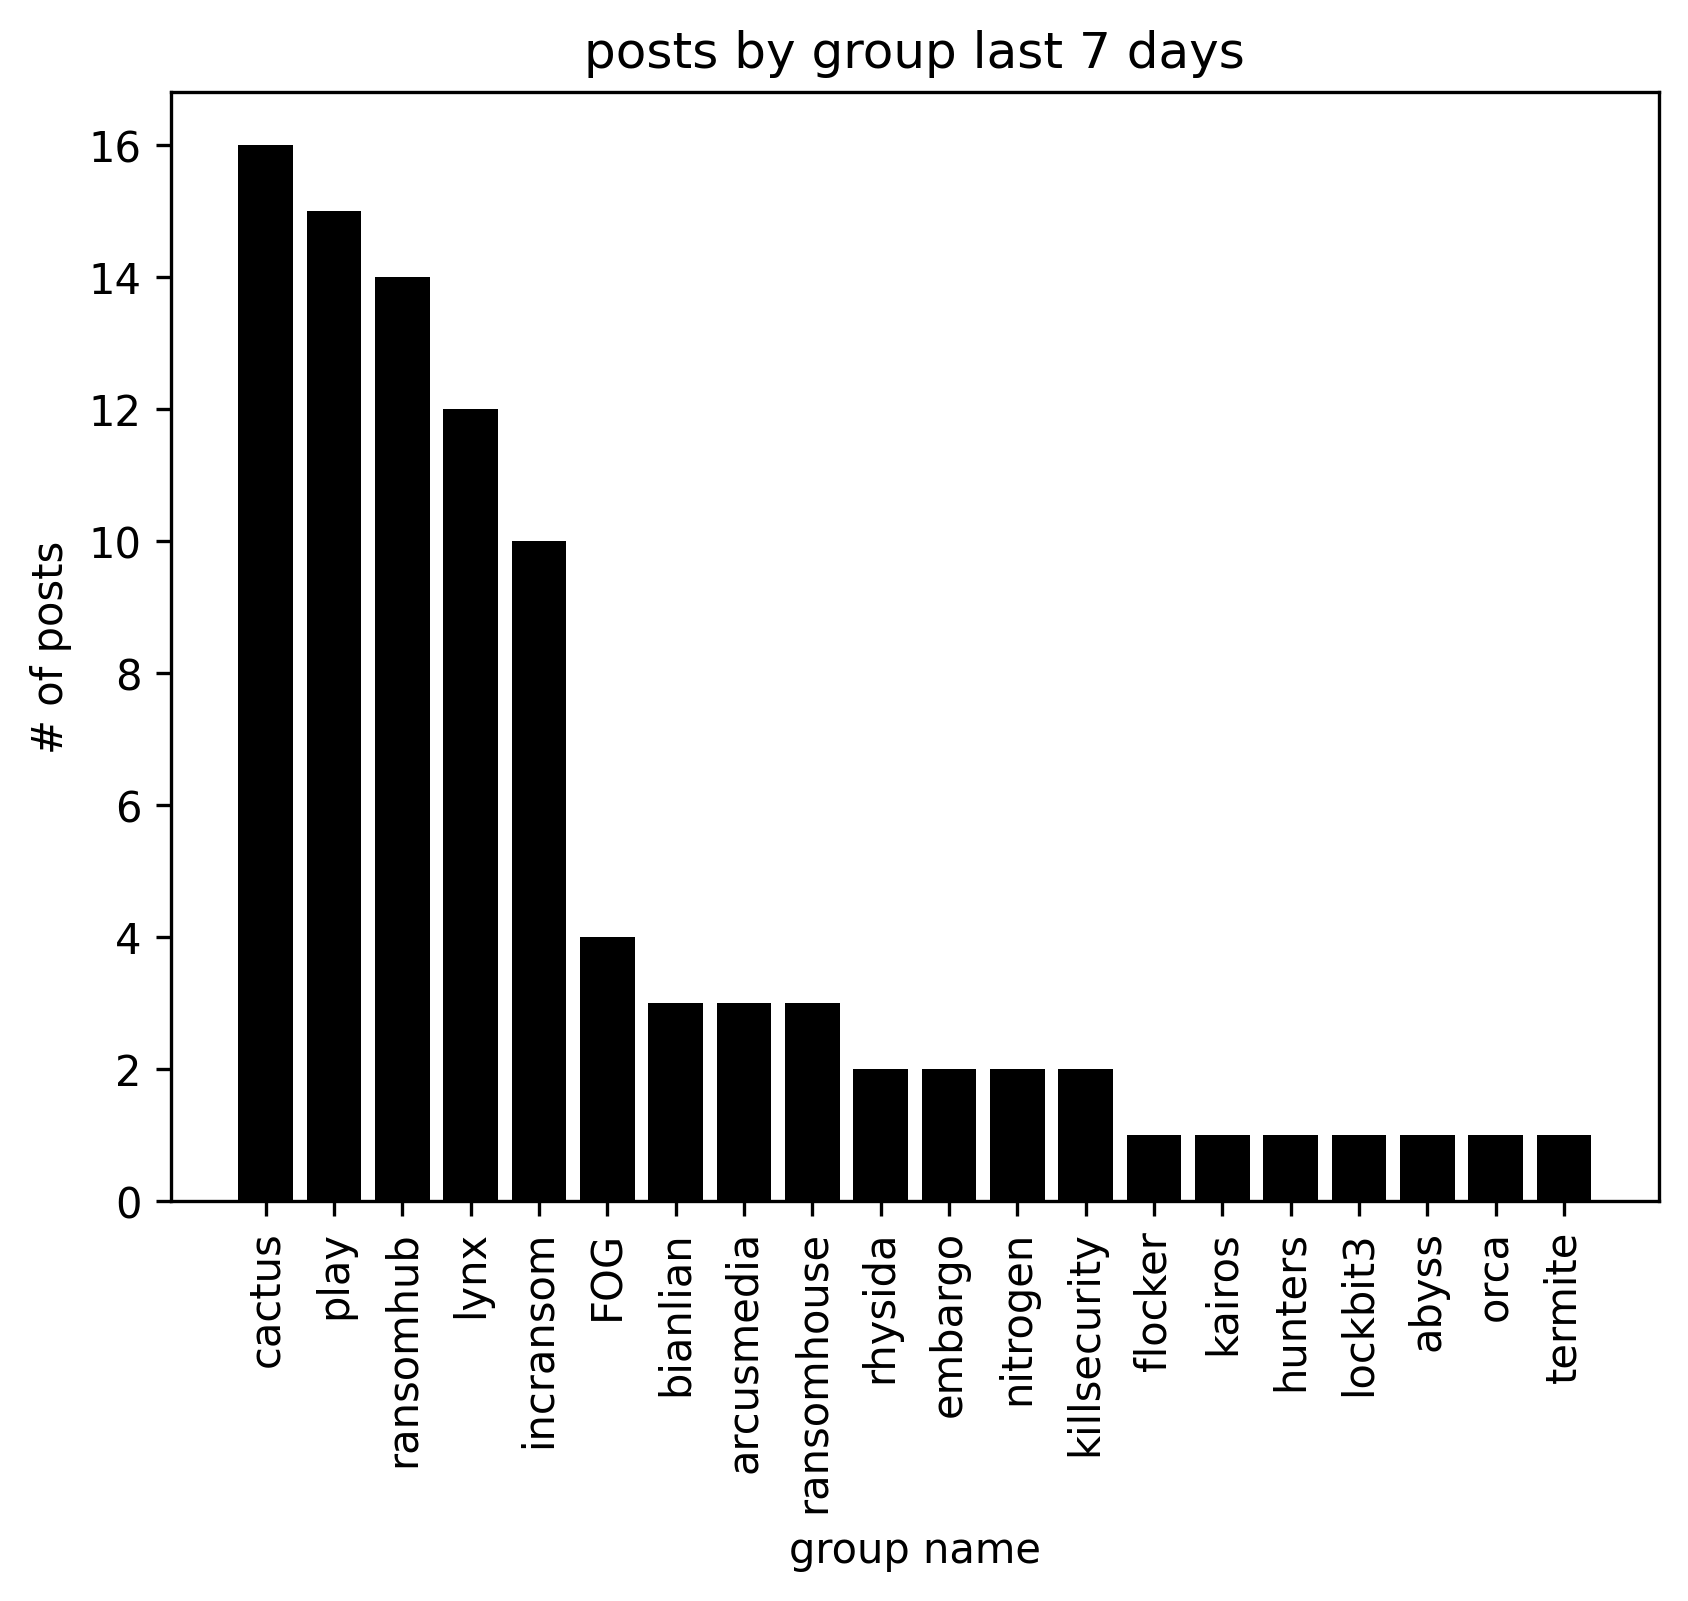 posts by group last 7 days
# of posts
16
14
12
10
8
6
4
2
0
cactus
play
ransomhub
lynx
incransom
FOG
bianlian
arcusmedia
ransomhouse
rhysida
embargo
nitrogen
killsecurity
flocker
kairos
hunters
lockbit3
abyss
orca
termite
group name